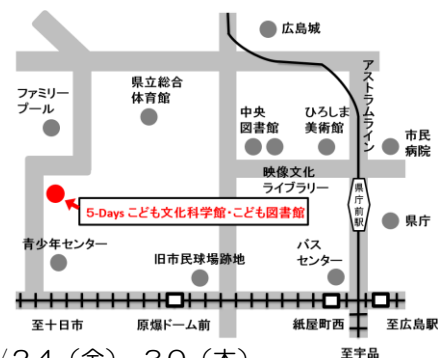 広島城
アストラムライン
県立総合
体育館
ファミリー
プール
中央
図書館
ひろしま
美術館
市民
病院
映像文化
ライブラリー
県庁前駅
5-Days こども文化科学館・こども図書館
県庁
青少年センター
旧市民球場跡地
バス
センター
至十日市
原爆ドーム前
紙屋町西
至広島駅
至宇品